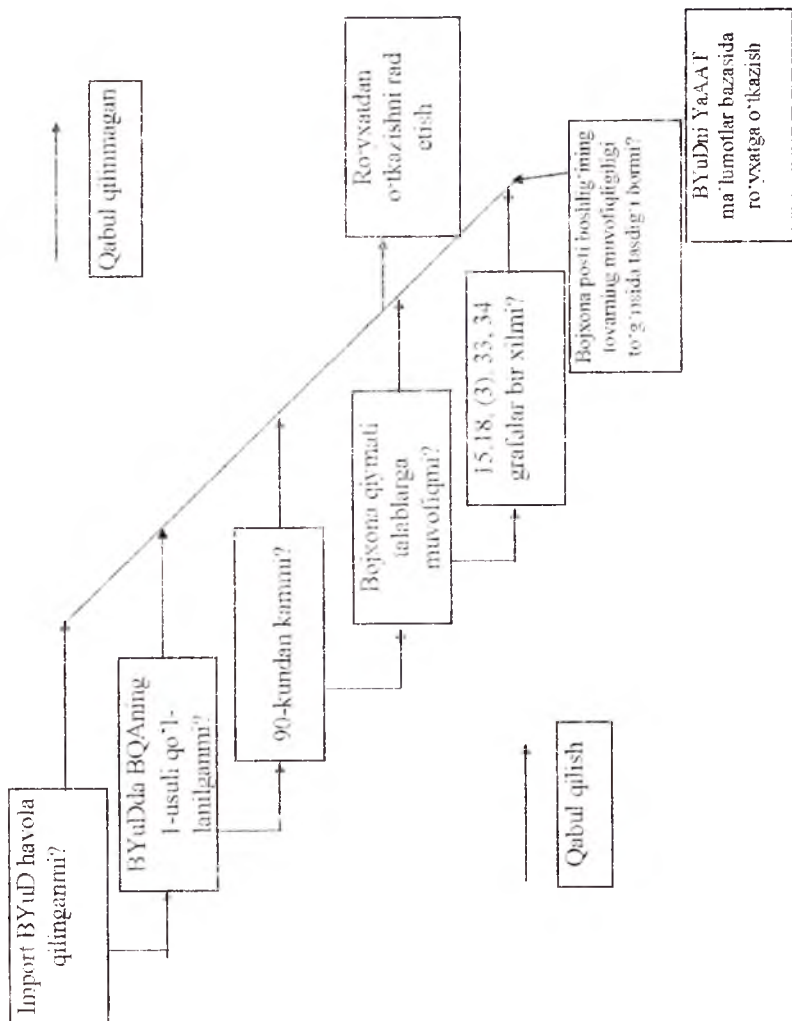 Import BYuD havola
qilinganmi?
BYuDda BQAning
1-usuli qo'l-
lanilganmi?
90-kundan kammi?
Bojxona qiymati
talablarga
muvofiqmi?
15.18. (3). 33, 34
grafalar bir xilmi?
Bojxona posti boshlig'ining
tovarning muvofiqligiligi
to'g'risida tasdig'i bormi?
BYuDni YaAAT
ma'lumotlar bazasida
ro'yxatga o'tkazish
Ro'yxatdan
o'tkazishni rad
etish
Qabul qilinmagan
Qabul qilish